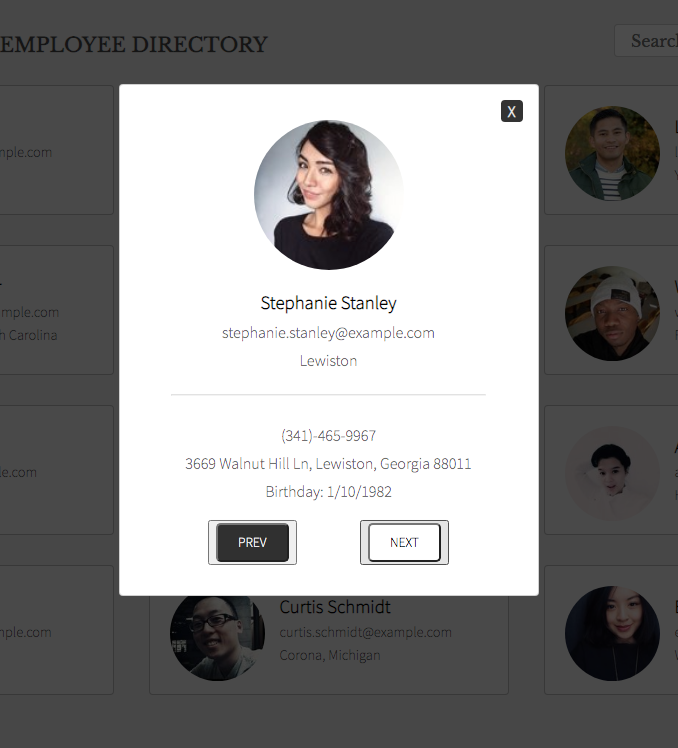 EMPLOYEE DIRECTORY
Search
X
Stephanie Stanley
stephanie.stanley@example.com
Lewiston
(341)-465-9967
3669 Walnut Hill Ln, Lewiston, Georgia 88011
Birthday: 1/10/1982
PREV
NEXT
mple.com
mple.com
h Carolina
le.com
mple.com
Curtis Schmidt
curtis.schmidt@example.com
Corona, Michigan